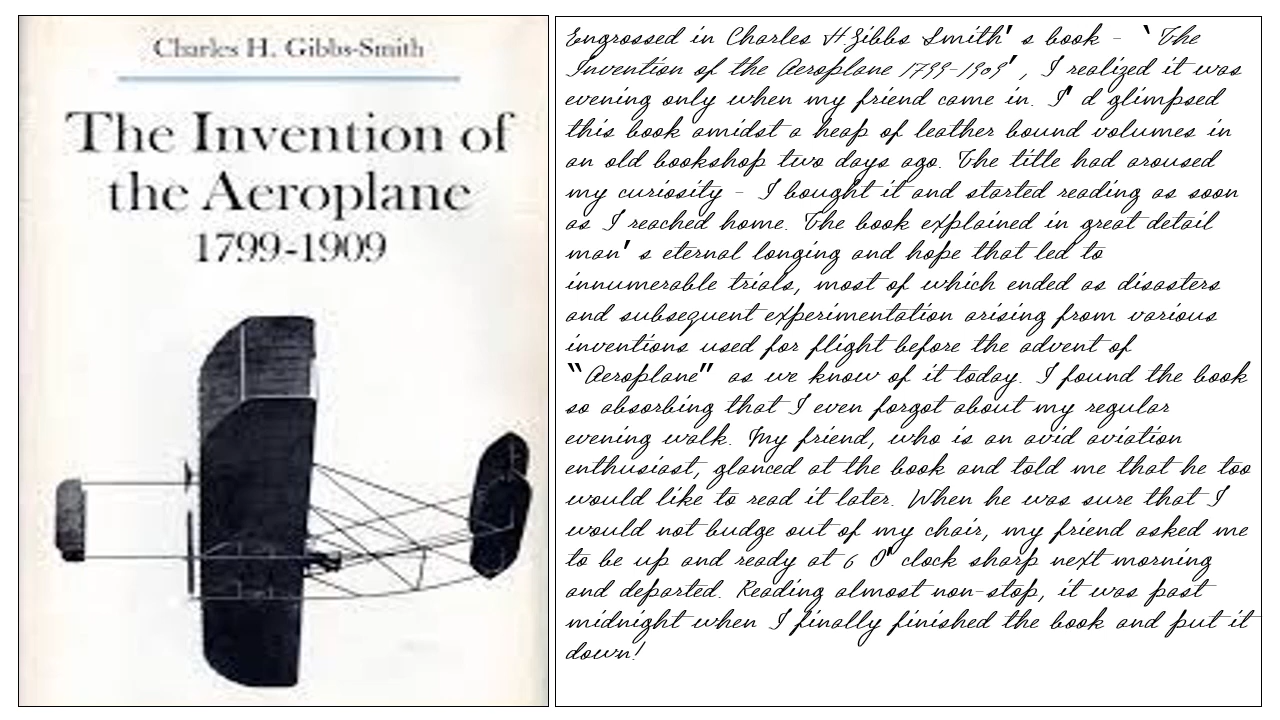 Charles H. Gibbs-Smith
The Invention of
the Aeroplane
1799-1909
Engrossed in Charles H Gibbs Smith's book - ‘The
Invention of the Aeroplane 1799-1909', I realized it was
evening only when my friend came in. I'd glimpsed
this book amidst a heap of leather bound volumes in
an old bookshop two days ago. The title had aroused
my curiosity - I bought it and started reading as soon
as I reached home. The book explained in great detail
man's eternal longing and hope that led to
innumerable trials, most of which ended as disasters
and subsequent experimentation arising from various
inventions used for flight before the advent of
“Aeroplane" as we know of it today. I found the book
so absorbing that I even forgot about my regular
evening walk. My friend, who is an avid aviation
enthusiast, glanced at the book and told me that he too
would like to read it later. When he was sure that I
would not budge out of my chair, my friend asked me
to be up and ready at 6 O'clock sharp next morning
and departed. Reading almost non-stop, it was past
midnight when I finally finished the book and put it
down!